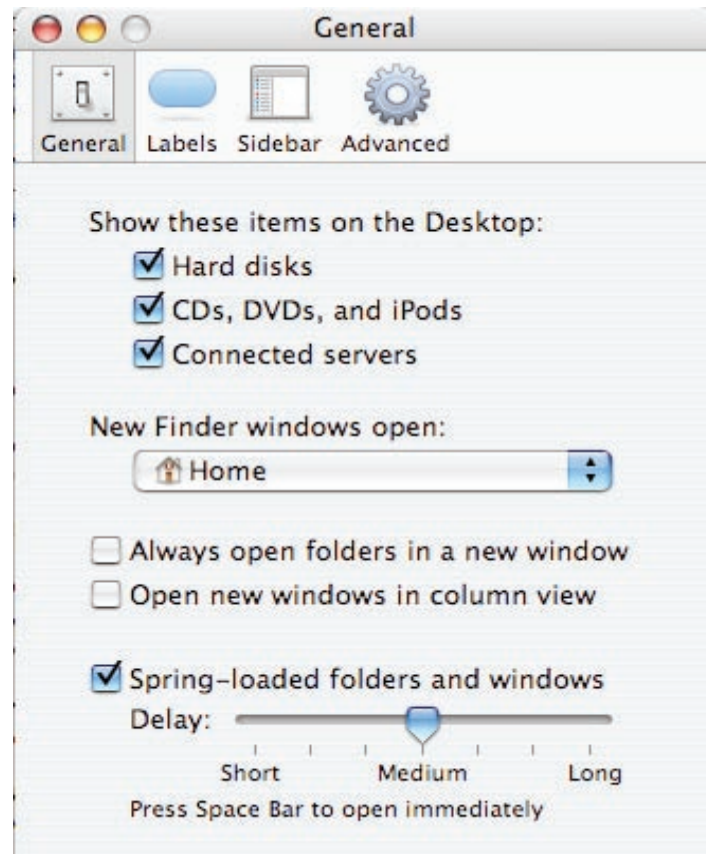 General
General Labels Sidebar Advanced
Show these items on the Desktop:
Hard disks
CDs, DVDs, and iPods
Connected servers
New Finder windows open:
Home
Always open folders in a new window
Open new windows in column view
Spring-loaded folders and windows
Delay:
Short Medium Long
Press Space Bar to open immediately